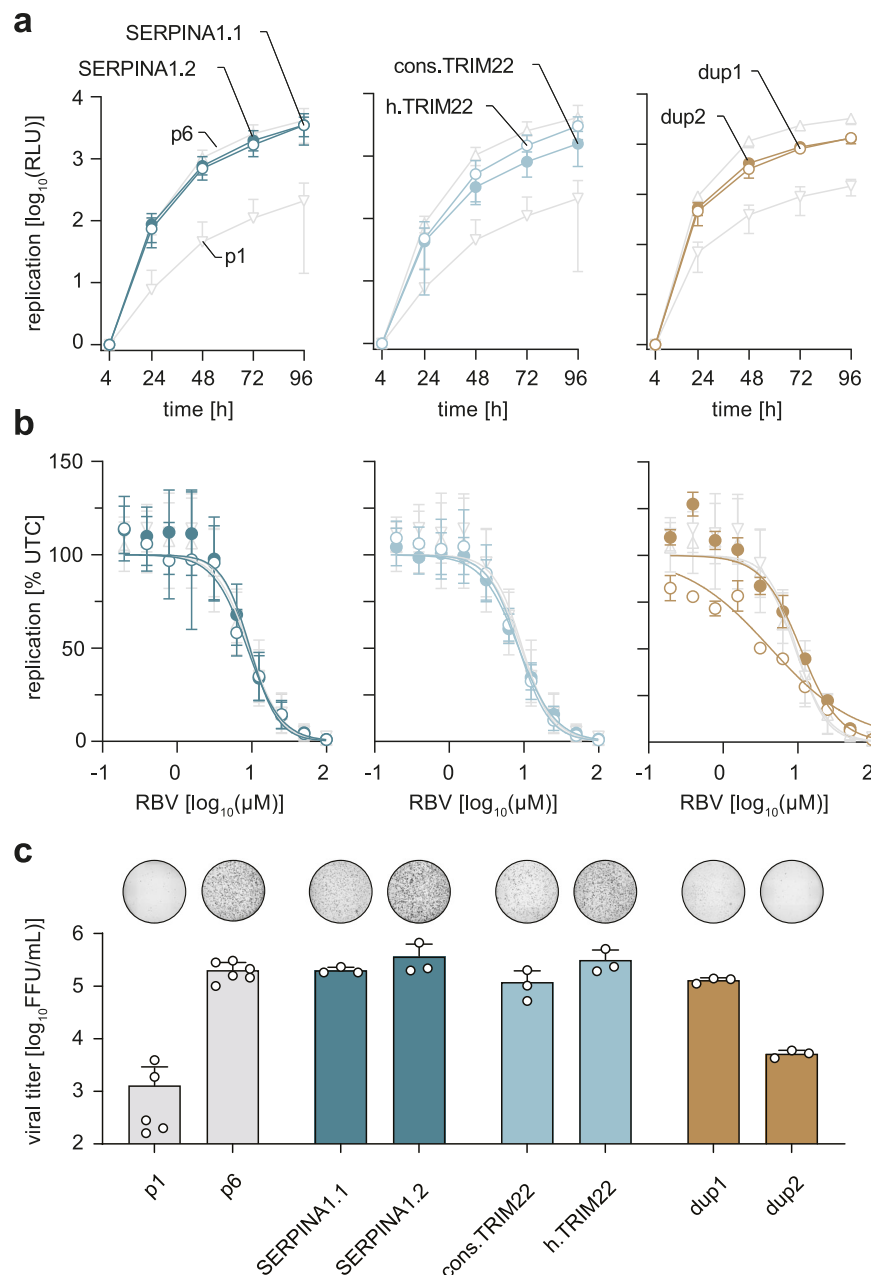 a
SERPINA1.1
SERPINA1.2
cons.TRIM22
h.TRIM22
dup1
dup2
p6
p1
replication [log10(RLU)]
4
3
2
1
0
4 24 48 72 96
4 24 48 72 96
4 24 48 72 96
time [h]
time [h]
time [h]
b
replication [% UTC]
150
100
50
0
-1 0 1 2
-1 0 1 2
-1 0 1 2
RBV [log10(µM)]
RBV [log10(µM)]
RBV [log10(µM)]
c
viral titer [log10FFU/mL)]
6
5
4
3
2
p1
p6
SERPINA1.1
SERPINA1.2
cons.TRIM22
h.TRIM22
dup1
dup2